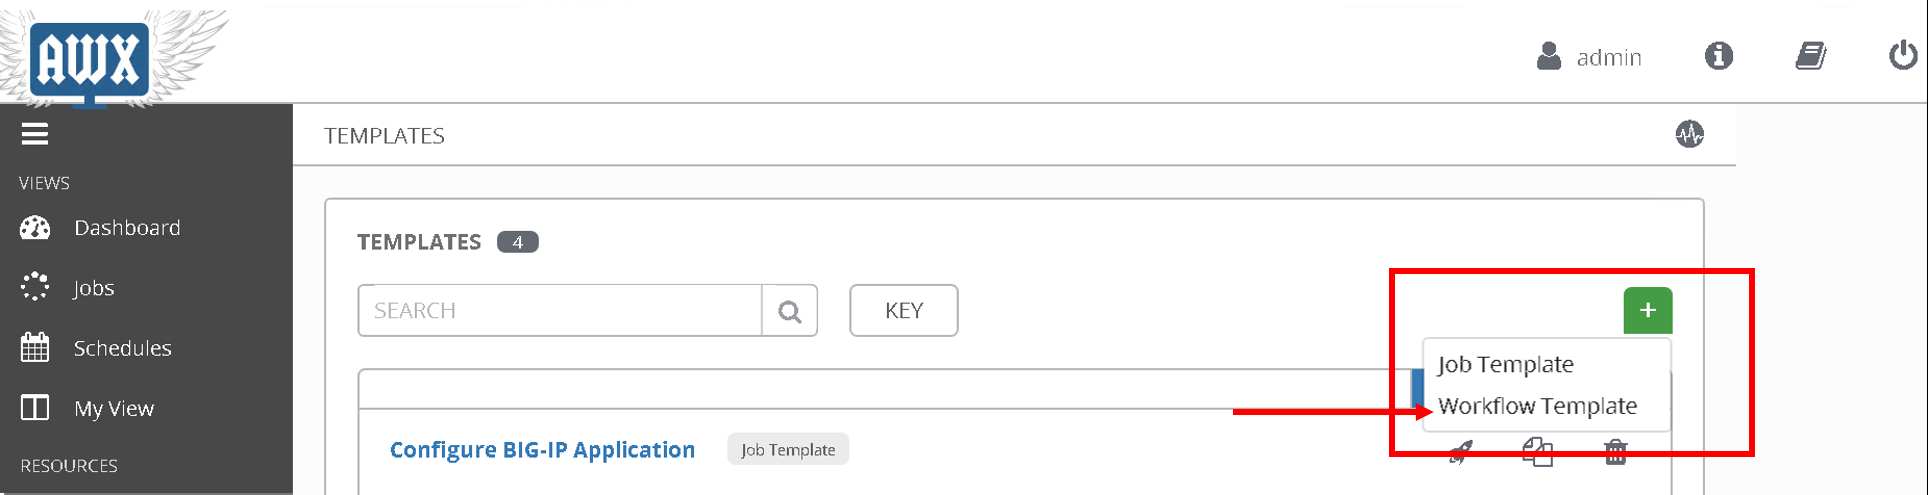 AWX
admin
TEMPLATES
VIEWS
Dashboard
Jobs
Schedules
My View
RESOURCES
TEMPLATES 4
SEARCH
KEY
+
Job Template
Workflow Template
Configure BIG-IP Application Job Template